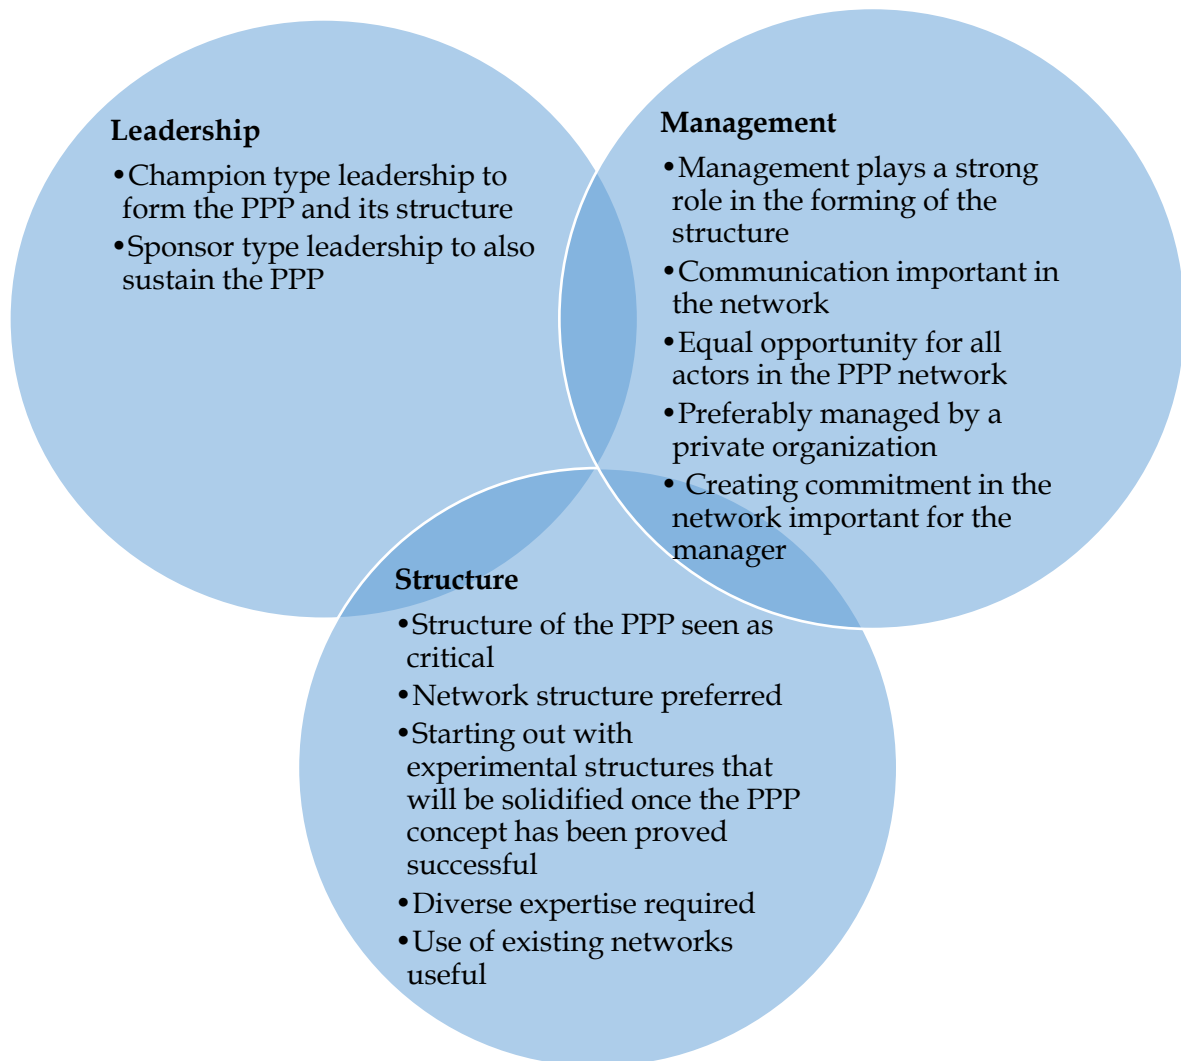 Leadership
•Champion type leadership to
form the PPP and its structure
•Sponsor type leadership to also
sustain the PPP
Management
•Management plays a strong
role in the forming of the
structure
•Communication important in
the network
•Equal opportunity for all
actors in the PPP network
•Preferably managed by a
private organization
• Creating commitment in the
network important for the
manager
Structure
•Structure of the PPP seen as
critical
•Network structure preferred
•Starting out with
experimental structures that
will be solidified once the PPP
concept has been proved
successful
•Diverse expertise required
•Use of existing networks
useful